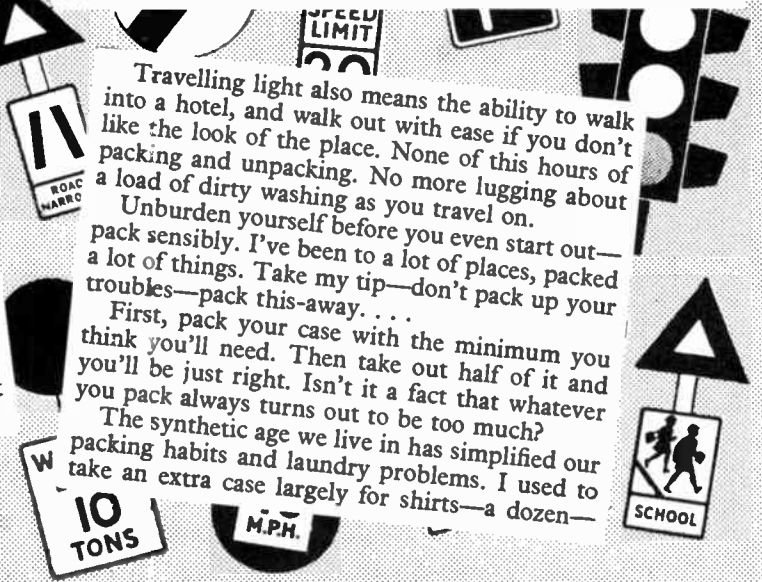 SPEED
LIMIT
Travelling light also means the ability to walk
into a hotel, and walk out with ease if you don't
like the look of the place. None of this hours of
packing and unpacking. No more lugging about
a load of dirty washing as you travel on.
Unburden yourself before you even start out—
pack sensibly. I've been to a lot of places, packed
a lot of things. Take my tip—don't pack up your
troubles—pack this-away. . . .
First, pack your case with the minimum you
think you'll need. Then take out half of it and
you'll be just right. Isn't it a fact that whatever
you pack always turns out to be too much?
The synthetic age we live in has simplified our
packing habits and laundry problems. I used to
take an extra case largely for shirts—a dozen—
ROAD
NARRO
W
10
TONS
M.P.H.
SCHOOL